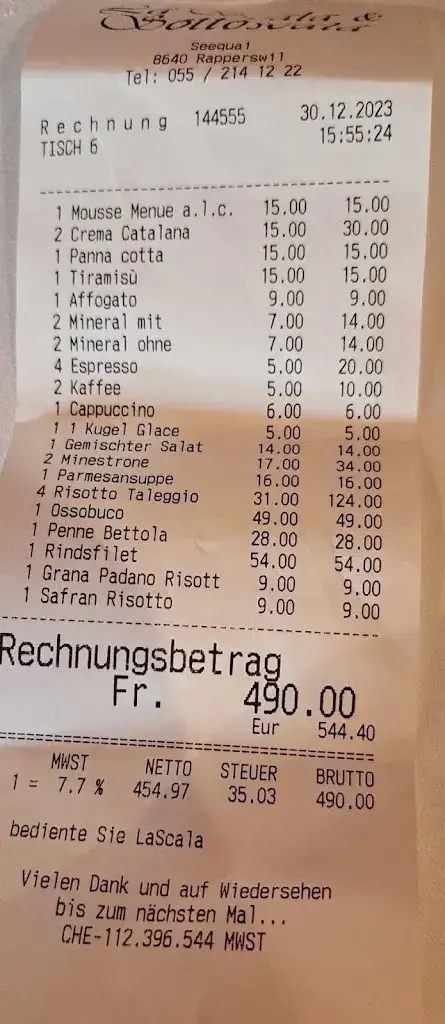 La Scala &
Sottoscala
Seequai
8640 Rapperswil
Tel: 055 / 214 12 22
Rechnung 144555 30.12.2023
TISCH 6 15:55:24
1 Mousse Menue a.l.c. 15.00 15.00
2 Crema Catalana 15.00 30.00
1 Panna cotta 15.00 15.00
1 Tiramisù 15.00 15.00
1 Affogato 9.00 9.00
2 Mineral mit 7.00 14.00
2 Mineral ohne 7.00 14.00
4 Espresso 5.00 20.00
2 Kaffee 5.00 10.00
1 Cappuccino 6.00 6.00
1 1 Kugel Glace 5.00 5.00
1 Gemischter Salat 14.00 14.00
2 Minestrone 17.00 34.00
1 Parmesansuppe 16.00 16.00
4 Risotto Taleggio 31.00 124.00
1 Ossobuco 49.00 49.00
1 Penne Bettola 28.00 28.00
1 Rindsfilet 54.00 54.00
1 Grana Padano Risott 9.00 9.00
1 Safran Risotto 9.00 9.00
Rechnungsbetrag
Fr. 490.00
Eur 544.40
MWST NETTO STEUER BRUTTO
1 = 7.7 % 454.97 35.03 490.00
bediente Sie LaScala
Vielen Dank und auf Wiedersehen
bis zum nächsten Mal...
CHE-112.396.544 MWST